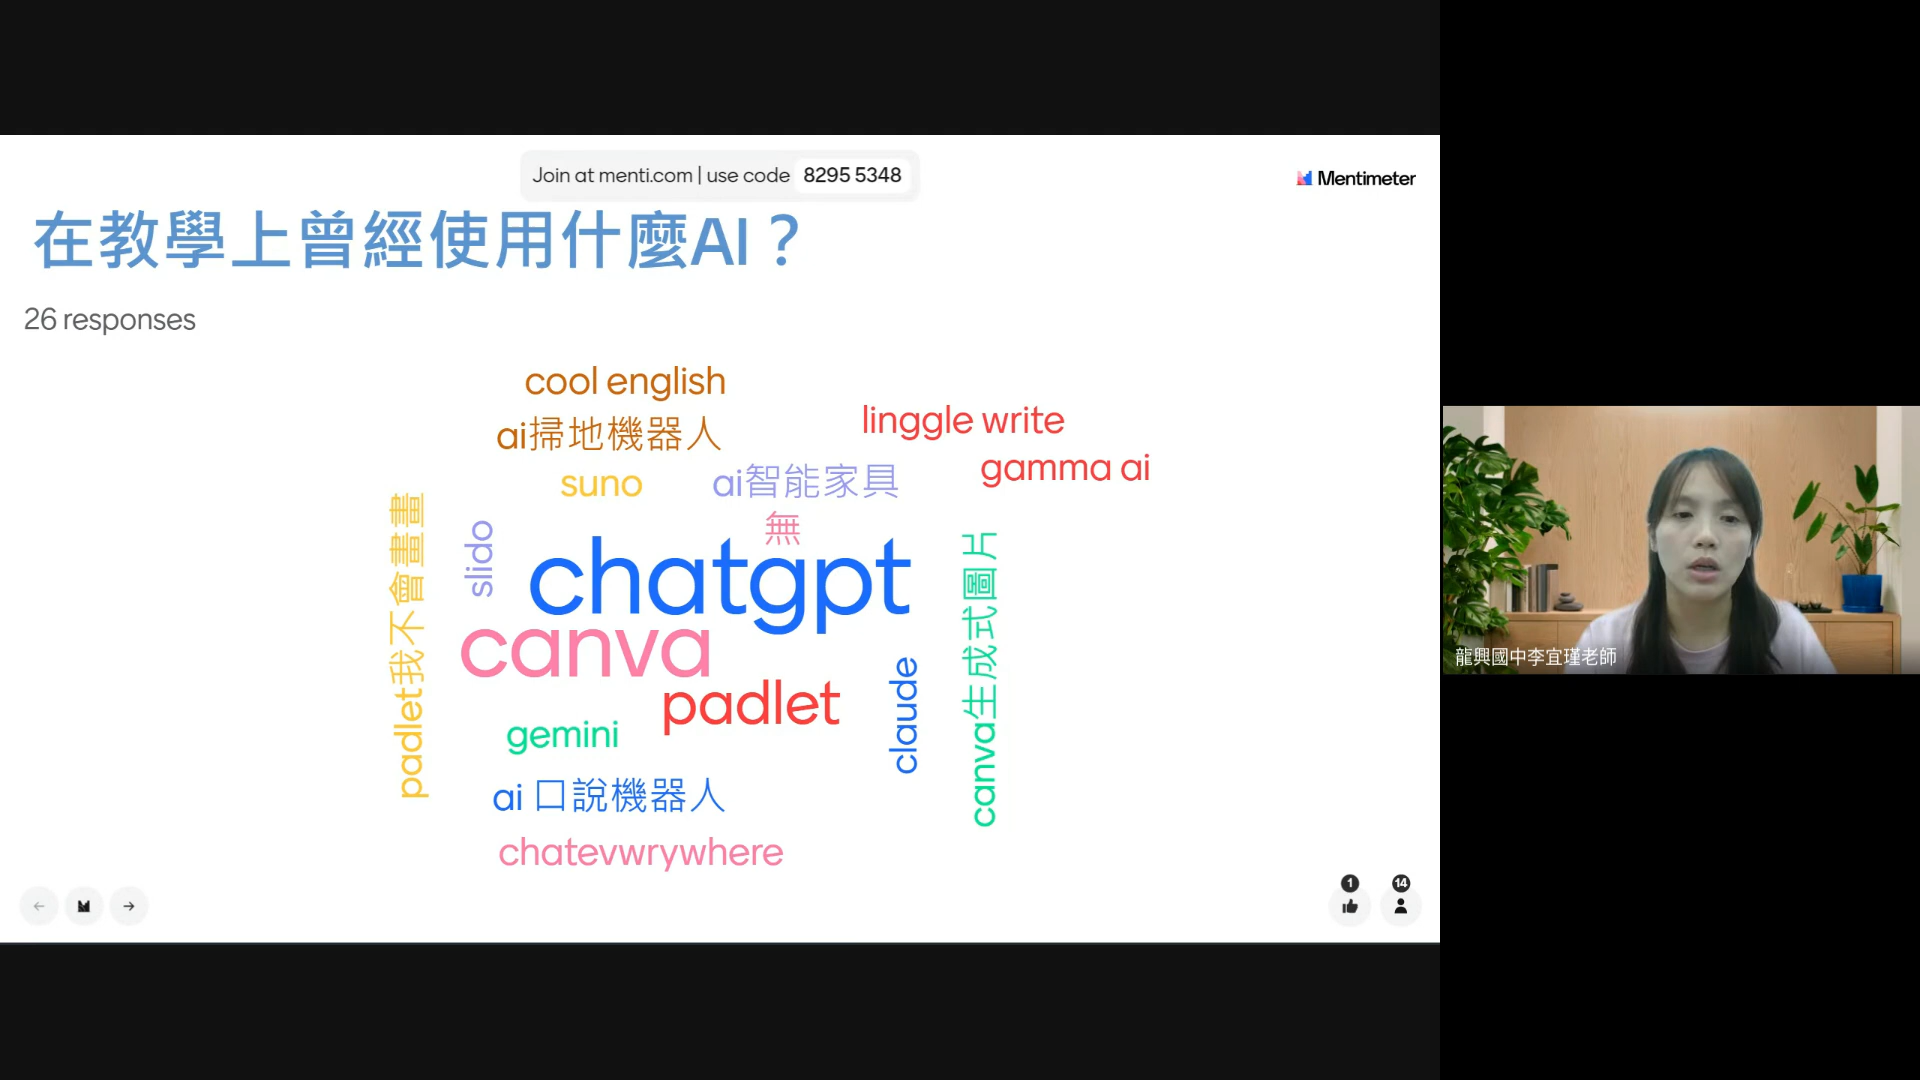 Join at menti.com | use code 8295 5348
Mentimeter
在教學上曾經使用什麼AI？
26 responses
cool english
linggle write
ai掃地機器人
gamma ai
suno
ai智能家具
無
padlet我不會畫畫
slido
chatgpt
canva生成式圖片
canva
padlet
claude
gemini
ai 口說機器人
chatevwrywhere
1
14
龍興國中李宜瑾老師